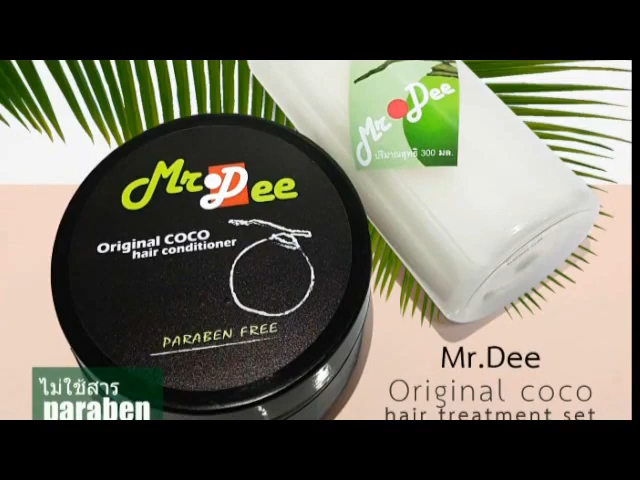 Mr.Dee
ปริมาณสุทธิ 300 มล.
Mr.Dee
Original COCO
hair conditioner
PARABEN FREE
Mr.Dee
Original coco
hair treatment set
ไม่ใช้สาร
paraben